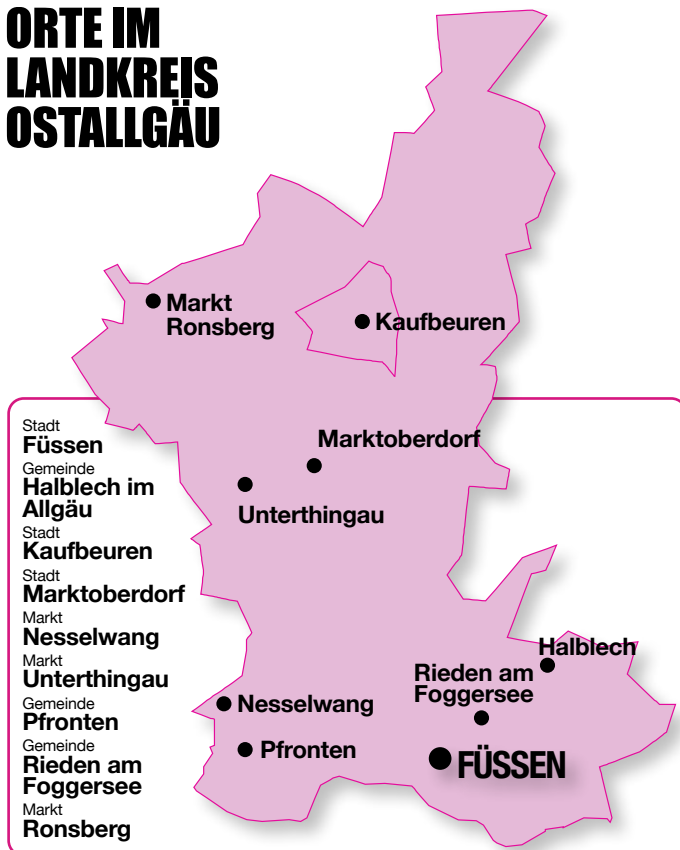 ORTE IM
LANDKREIS
OSTALLGÄU
Markt
Ronsberg
Kaufbeuren
Marktoberdorf
Unterthingau
Halblech
Rieden am
Foggersee
Nesselwang
Pfronten
FÜSSEN
Stadt
Füssen
Gemeinde
Halblech im
Allgäu
Stadt
Kaufbeuren
Stadt
Marktoberdorf
Markt
Nesselwang
Markt
Unterthingau
Gemeinde
Pfronten
Gemeinde
Rieden am
Foggersee
Markt
Ronsberg